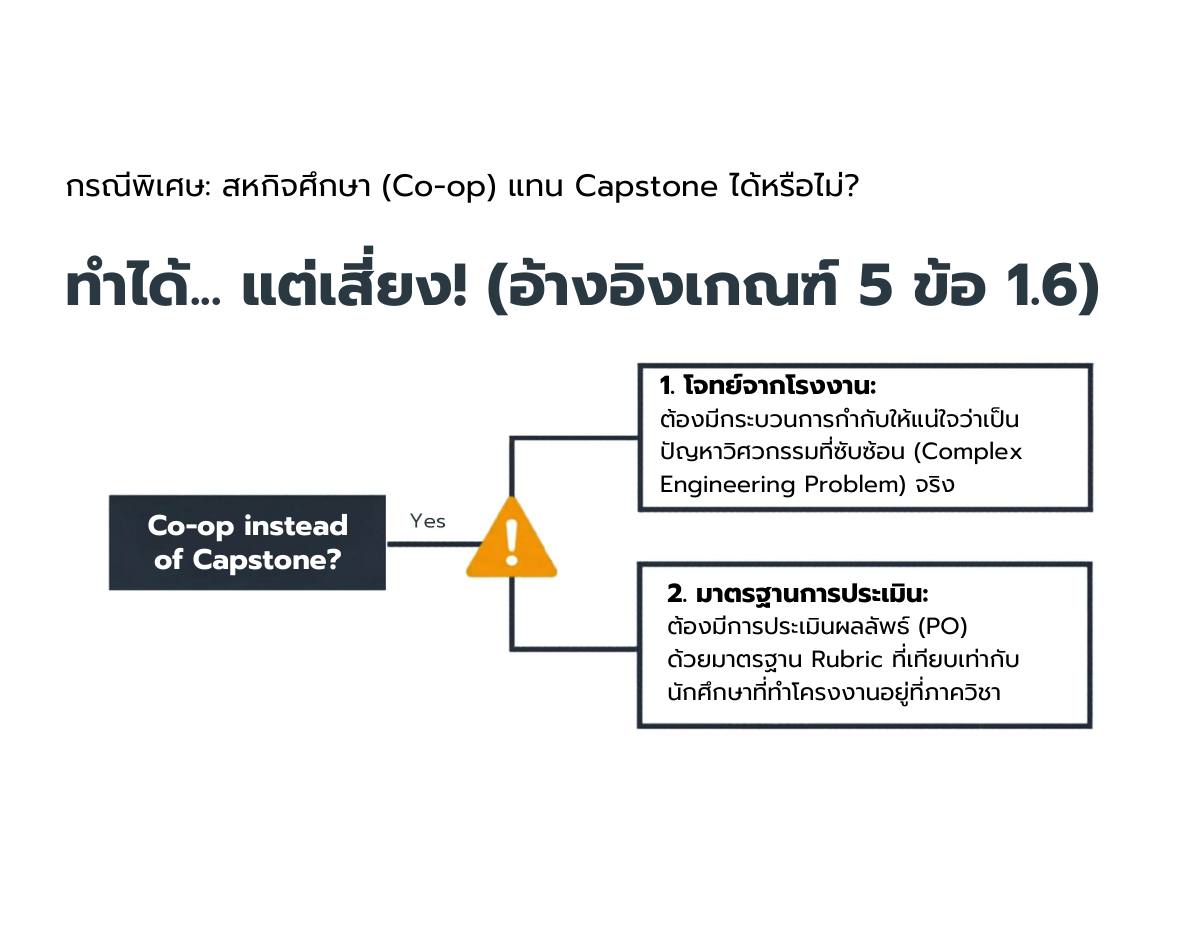 กรณีพิเศษ: สหกิจศึกษา (Co-op) แทน Capstone ได้หรือไม่?
ทำได้... แต่เสี่ยง! (อ้างอิงเกณฑ์ 5 ข้อ 1.6)
Co-op instead
of Capstone?
Yes
1. โจทย์จากโรงงาน:
ต้องมีกระบวนการกำกับให้แน่ใจว่าเป็น
ปัญหาวิศวกรรมที่ซับซ้อน (Complex
Engineering Problem) จริง
2. มาตรฐานการประเมิน:
ต้องมีการประเมินผลลัพธ์ (PO)
ด้วยมาตรฐาน Rubric ที่เทียบเท่ากับ
นักศึกษาที่ทำโครงงานอยู่ที่ภาควิชา